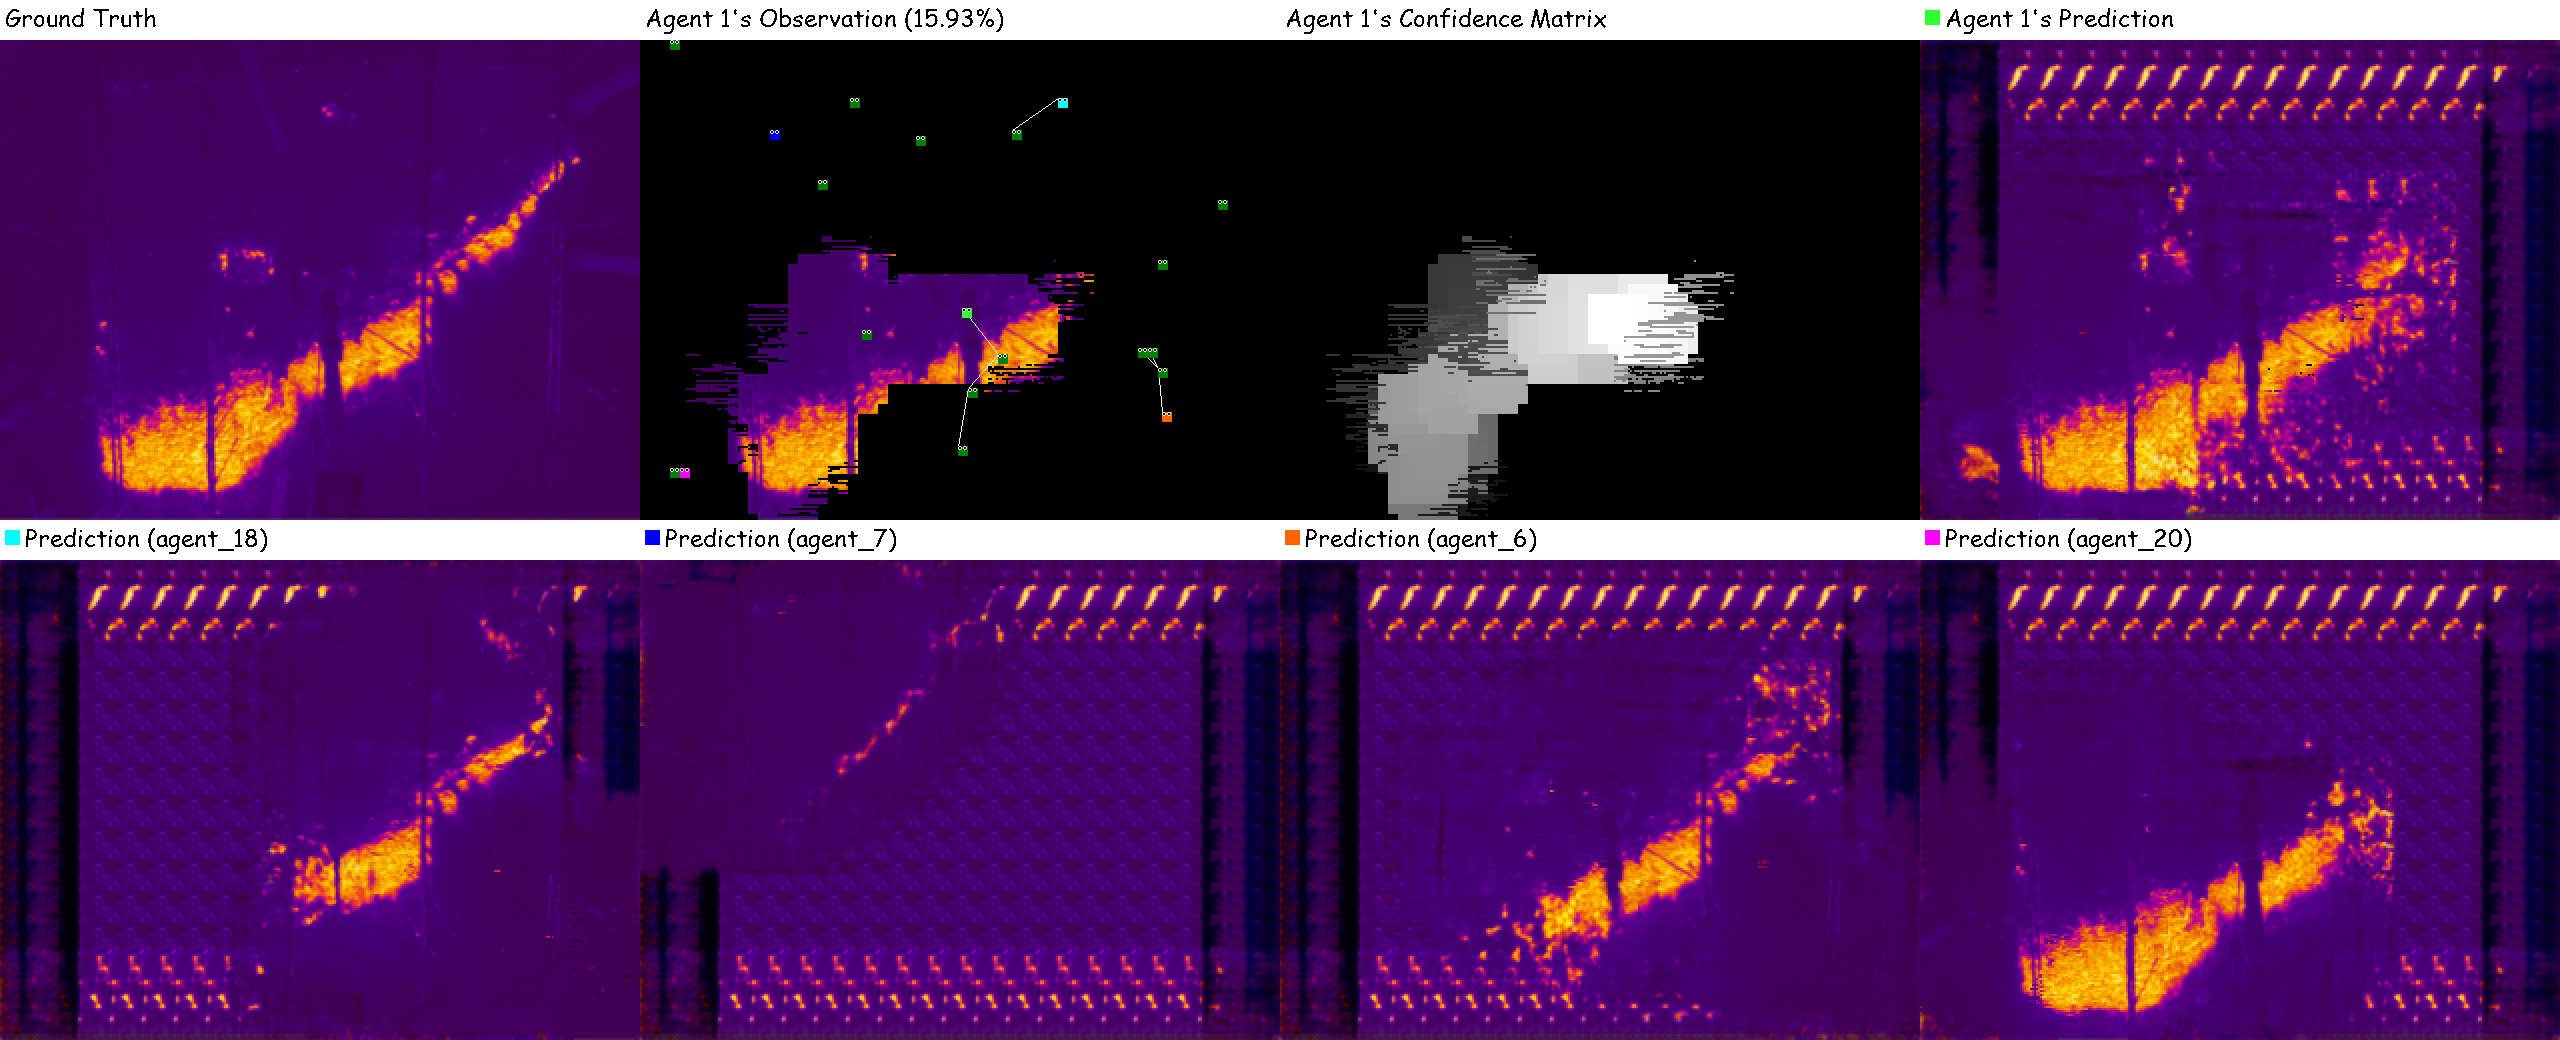 Ground Truth
Agent 1's Observation (15.93%)
Agent 1's Confidence Matrix
Agent 1's Prediction
Prediction (agent_18)
Prediction (agent_7)
Prediction (agent_6)
Prediction (agent_20)